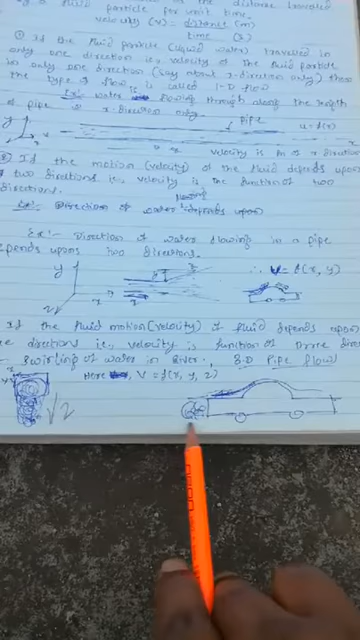 fluid particle per unit time.
velocity (v) = distance (m)
time (s)
① If the fluid particle (liquid water) travelled in
only one direction i.e., velocity of the fluid particle
in only one direction (say about x-direction only) then
the type of flow is called 1-D flow
Ex:- water is flowing through along the length
of pipe in x-direction only.
y
pipe
u=f(x)
x
z
velocity is fn of x direction
② If the motion (velocity) of the fluid depends upon
two directions i.e., velocity is the function of two
directions.
Ex:- Direction of water flowing depends upon
Ex:- Direction of water flowing in a pipe
depends upon two directions.
y
∴ V = f(x, y)
x
z
If the fluid motion (velocity) of fluid depends upon
directions i.e., velocity is function of three
Swirling of water in River, 3-D Pipe flow
Here, V = f(x, y, z)